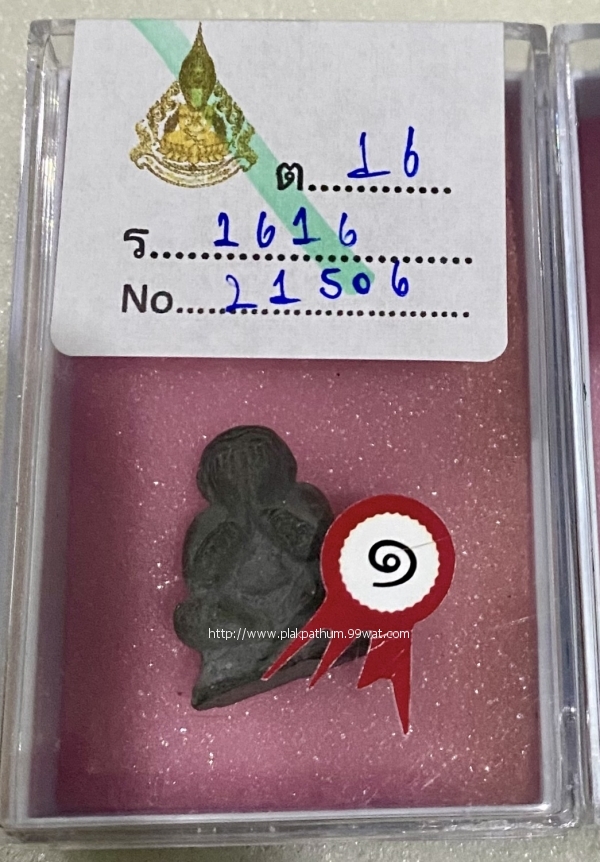 ต............ 16
ร.............. 1616
No.............. 21506
๑
http://www.plakpathum.99wat.com